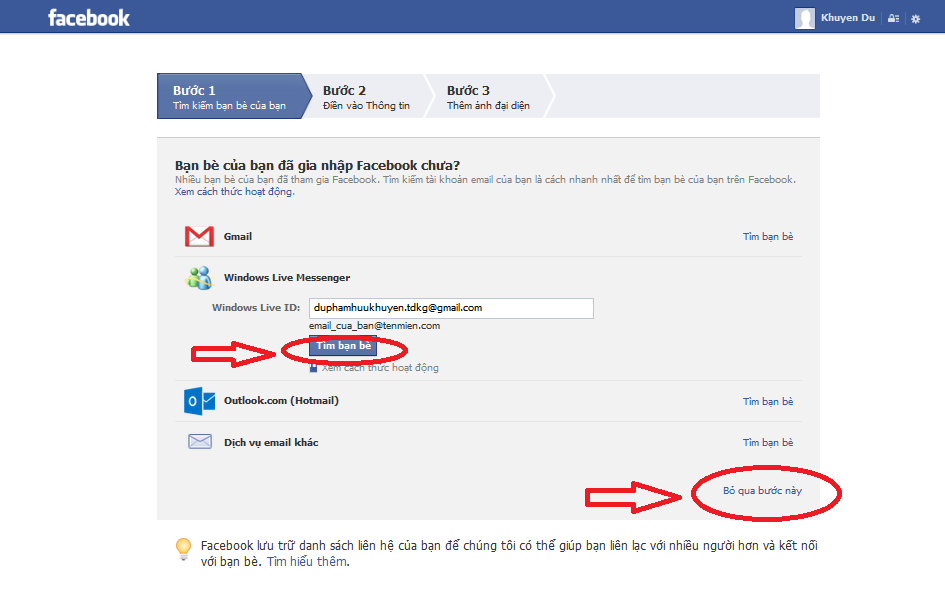 facebook
Khuyen Du
Bước 1
Tìm kiếm bạn bè của bạn
Bước 2
Điền vào Thông tin
Bước 3
Thêm ảnh đại diện
Bạn bè của bạn đã gia nhập Facebook chưa?
Nhiều bạn bè của bạn đã tham gia Facebook. Tìm kiếm tài khoản email của bạn là cách nhanh nhất để tìm bạn bè của bạn trên Facebook.
Xem cách thức hoạt động.
Gmail
Tìm bạn bè
Windows Live Messenger
Windows Live ID:
duphamhuukhuyen.tdkg@gmail.com
email_cua_ban@tenmien.com
Tìm bạn bè
Xem cách thức hoạt động
Outlook.com (Hotmail)
Tìm bạn bè
Dịch vụ email khác
Tìm bạn bè
Bỏ qua bước này
Facebook lưu trữ danh sách liên hệ của bạn để chúng tôi có thể giúp bạn liên lạc với nhiều người hơn và kết nối
với bạn bè. Tìm hiểu thêm.